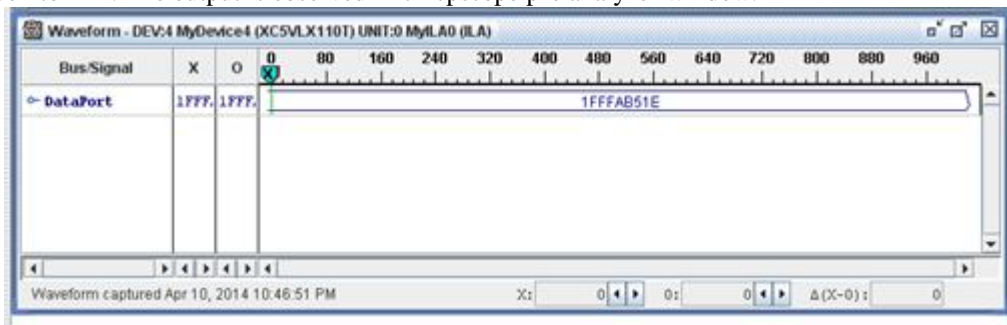 Waveform - DEV:4 MyDevice4 (XC5VLX110T) UNIT:0 MyILA0 (ILA)
Bus/Signal X O 0 80 160 240 320 400 480 560 640 720 800 880 960
X
DataPort 1FFF. 1FFF. 1FFFAB51E
Waveform captured Apr 10, 2014 10:46:51 PM X: 0 O: 0 Δ(X-O): 0